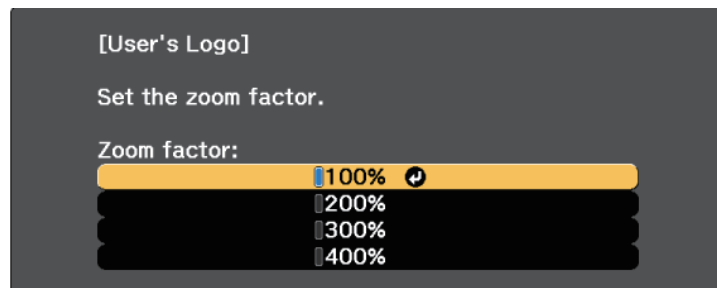 [User's Logo]
Set the zoom factor.
Zoom factor:
100%
200%
300%
400%